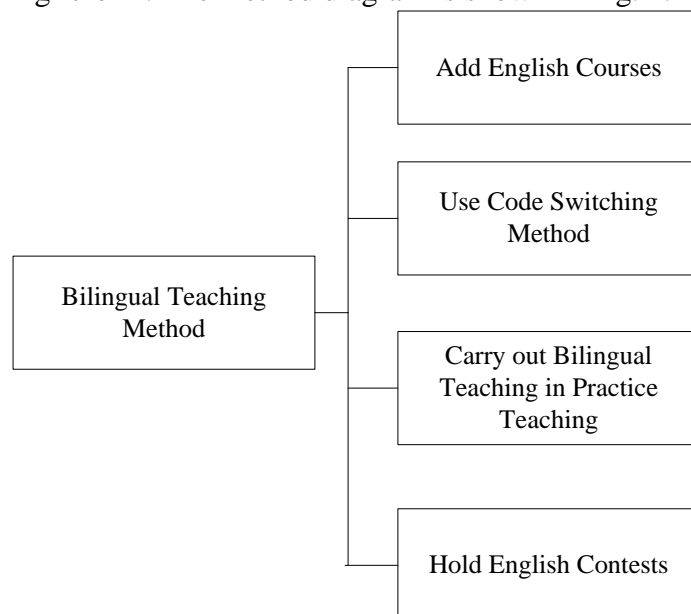 Add English Courses
Use Code Switching
Method
Bilingual Teaching
Method
Carry out Bilingual
Teaching in Practice
Teaching
Hold English Contests